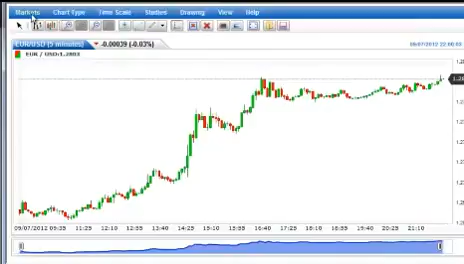 Markets Chart Type Time Scale Studies Drawing View Help
EUR/USD (5 minutes) -0.00039 (-0.03%)
EUR / USD:1.2803
09/07/2012 09:35 11:25 12:10 12:55 13:40 14:25 15:10 15:55 16:40 17:25 18:10 18:55 19:40 20:25 21:10